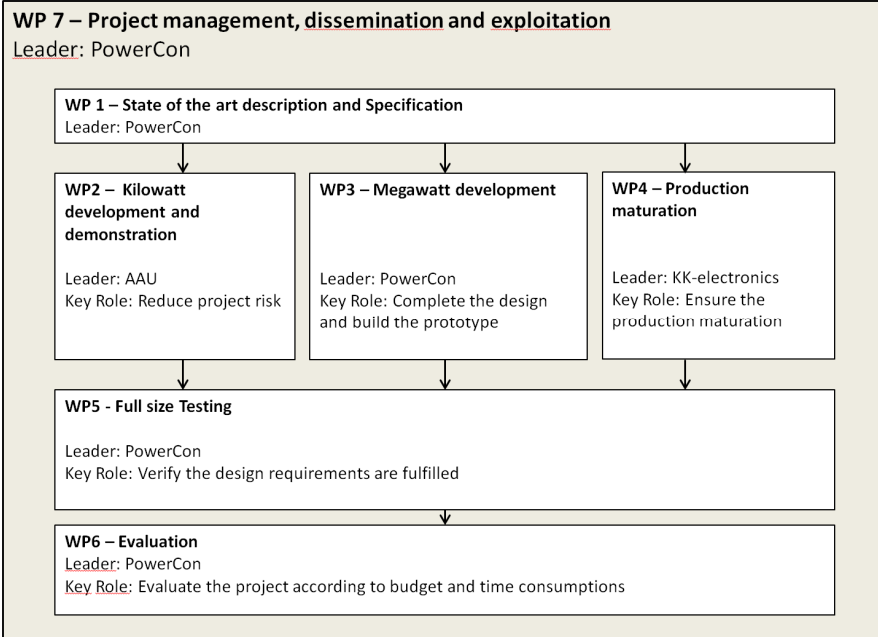 WP 7 – Project management, dissemination and exploitation
Leader: PowerCon
WP 1 – State of the art description and Specification
Leader: PowerCon
WP2 – Kilowatt
development and
demonstration
Leader: AAU
Key Role: Reduce project risk
WP3 – Megawatt development
Leader: PowerCon
Key Role: Complete the design
and build the prototype
WP4 – Production
maturation
Leader: KK-electronics
Key Role: Ensure the
production maturation
WP5 - Full size Testing
Leader: PowerCon
Key Role: Verify the design requirements are fulfilled
WP6 – Evaluation
Leader: PowerCon
Key Role: Evaluate the project according to budget and time consumptions